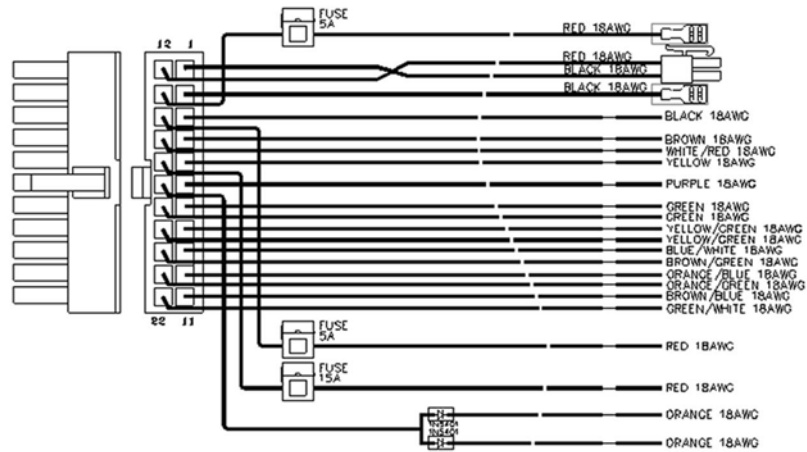 FUSE
5A
RED 18AWG
12 1
RED 18AWG
BLACK 18AWG
BLACK 18AWG
BLACK 18AWG
BROWN 18AWG
WHITE/RED 18AWG
YELLOW 18AWG
PURPLE 18AWG
GREEN 18AWG
GREEN 18AWG
YELLOW/GREEN 18AWG
YELLOW/GREEN 18AWG
BLUE/WHITE 18AWG
BROWN/GREEN 18AWG
ORANGE/BLUE 18AWG
ORANGE/GREEN 18AWG
BROWN/BLUE 18AWG
GREEN/WHITE 18AWG
22 11
FUSE
5A
RED 18AWG
FUSE
15A
RED 18AWG
ORANGE 18AWG
1N5401
1N5401
ORANGE 18AWG